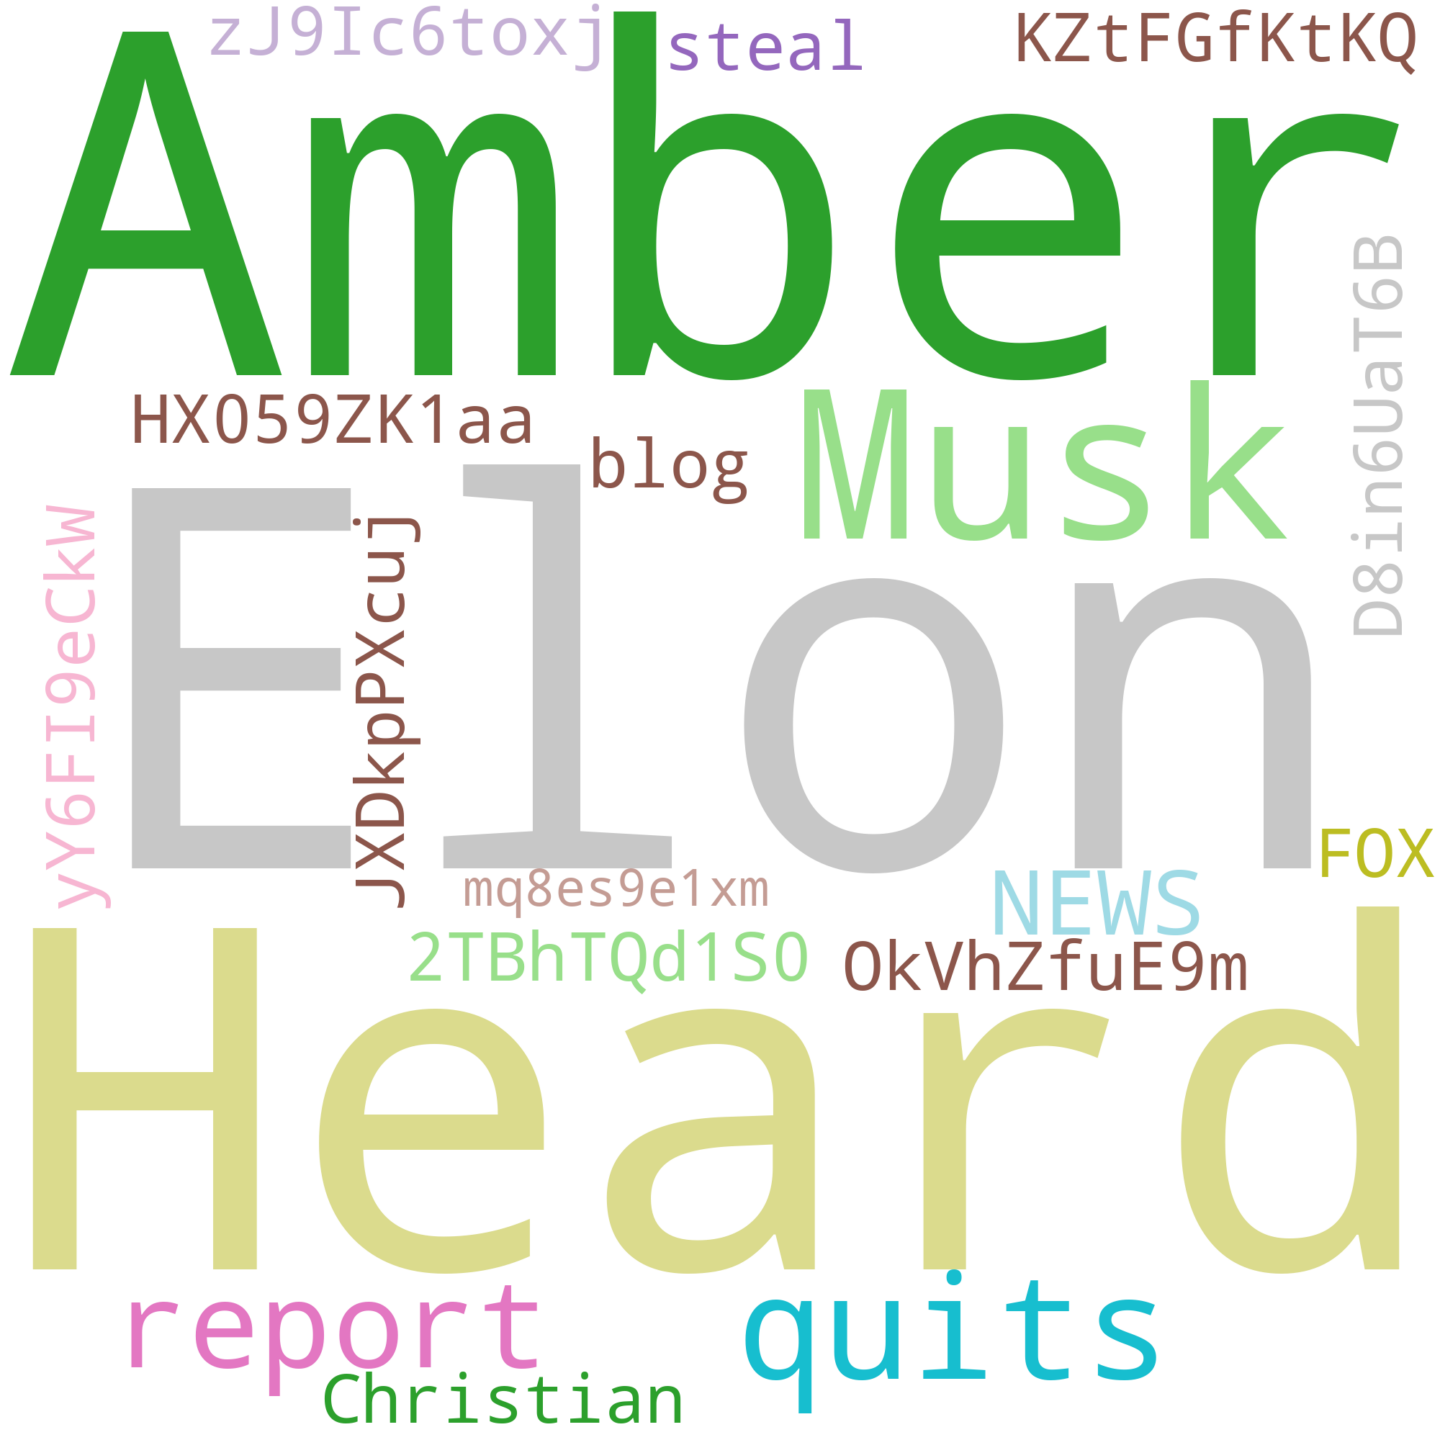 zJ9Ic6toxj
steal
KZtFGfKtKQ
Amber
D8in6UaT6B
HX059ZK1aa
blog
Musk
yY6FI9eCkW
JXDkpPXcuj
Elon
FOX
mq8es9e1xm
NEWS
2TBhTQd1S0
OkVhZfuE9m
Heard
report
quits
Christian